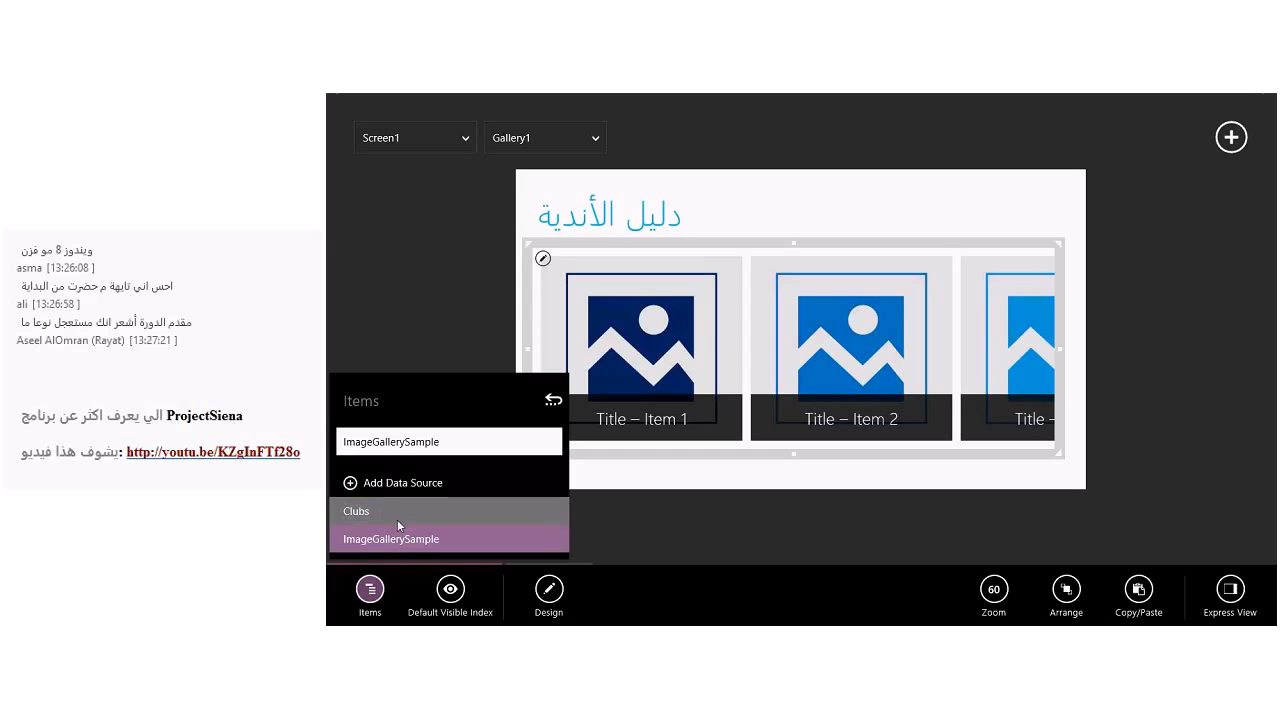 ويندوز 8 مو فزن
asma [13:26:08 ]
احس اني تايهة م حضرت من البداية
ali [13:26:58 ]
مقدم الدورة أشعر انك مستعجل نوعا ما
Aseel AlOmran (Rayat) [13:27:21 ]
الي يعرف اكثر عن برنامج ProjectSiena
يشوف هذا فيديو: http://youtu.be/KZgInFTf28o
Screen1
Gallery1
دليل الأندية
Title – Item 1
Title – Item 2
Title –
Items
ImageGallerySample
Add Data Source
Clubs
ImageGallerySample
Items
Default Visible Index
Design
60
Zoom
Arrange
Copy/Paste
Express View